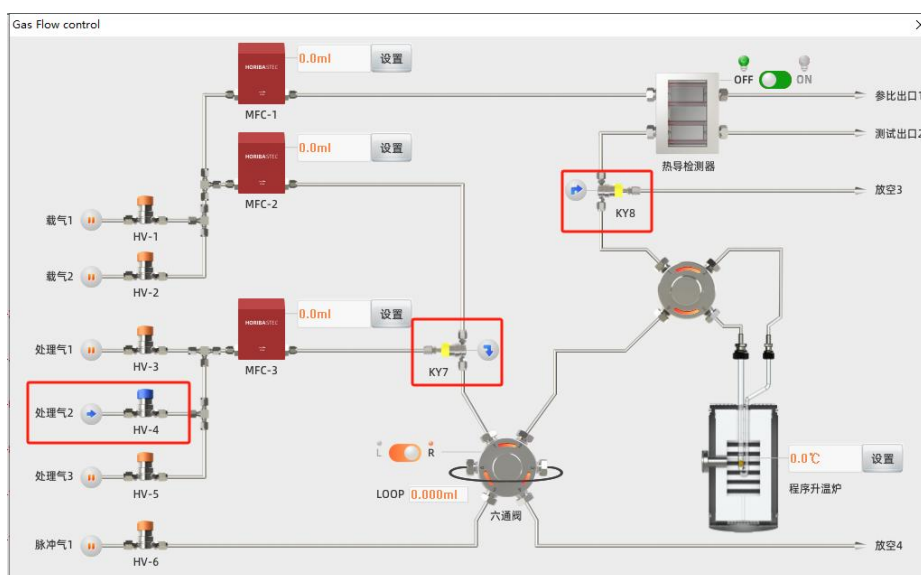 Gas Flow control
HORIBASTEC
0.0ml 设置
MFC-1
OFF ON
参比出口1
测试出口2
热导检测器
HORIBASTEC
0.0ml 设置
MFC-2
KY8
放空3
载气1
HV-1
载气2
HV-2
HORIBASTEC
0.0ml 设置
MFC-3
处理气1
HV-3
KY7
处理气2
HV-4
L R
0.0℃ 设置
程序升温炉
处理气3
HV-5
LOOP 0.000ml
六通阀
脉冲气1
HV-6
放空4